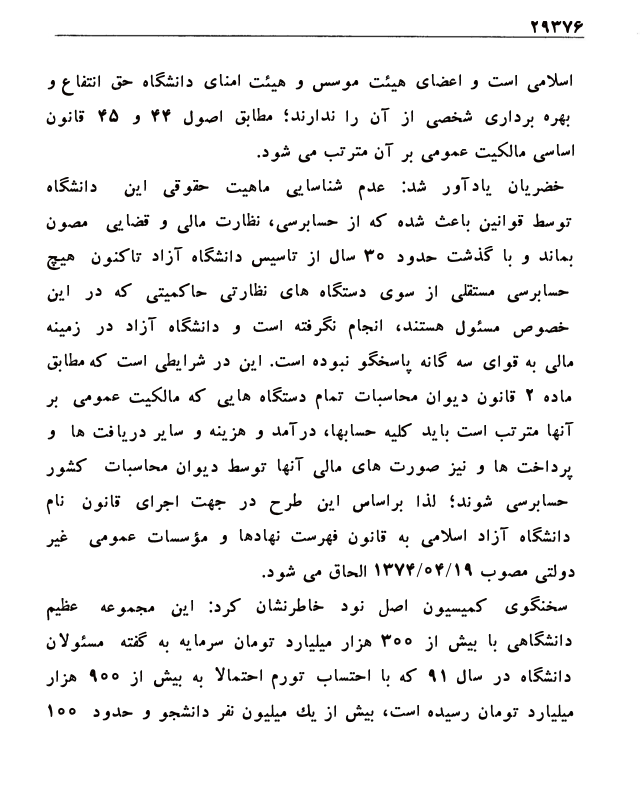 ۲۹۳۷۶
اسلامی است و اعضای هیئت موسس و هیئت امنای دانشگاه حق انتفاع و
بهره برداری شخصی از آن را ندارند؛ مطابق اصول ۴۴ و ۴۵ قانون
اساسی مالکیت عمومی بر آن مترتب می شود.
خضریان یادآور شد: عدم شناسایی ماهیت حقوقی این دانشگاه
توسط قوانین باعث شده که از حسابرسی، نظارت مالی و قضایی مصون
بماند و با گذشت حدود ۳۰ سال از تاسیس دانشگاه آزاد تاکنون هیچ
حسابرسی مستقلی از سوی دستگاه های نظارتی حاکمیتی که در این
خصوص مسئول هستند، انجام نگرفته است و دانشگاه آزاد در زمینه
مالی به قوای سه گانه پاسخگو نبوده است. این در شرایطی است که مطابق
ماده ۲ قانون دیوان محاسبات تمام دستگاه هایی که مالکیت عمومی بر
آنها مترتب است باید کلیه حسابها، درآمد و هزینه و سایر دریافت ها و
پرداخت ها و نیز صورت های مالی آنها توسط دیوان محاسبات کشور
حسابرسی شوند؛ لذا براساس این طرح در جهت اجرای قانون نام
دانشگاه آزاد اسلامی به قانون فهرست نهادها و مؤسسات عمومی غیر
دولتی مصوب ۱۳۷۴/۰۴/۱۹ الحاق می شود.
سخنگوی کمیسیون اصل نود خاطرنشان کرد: این مجموعه عظیم
دانشگاهی با بیش از ۳۰۰ هزار میلیارد تومان سرمایه به گفته مسئولان
دانشگاه در سال ۹۱ که با احتساب تورم احتمالا به بیش از ۹۰۰ هزار
میلیارد تومان رسیده است، بیش از یك میلیون نفر دانشجو و حدود ۱۰۰